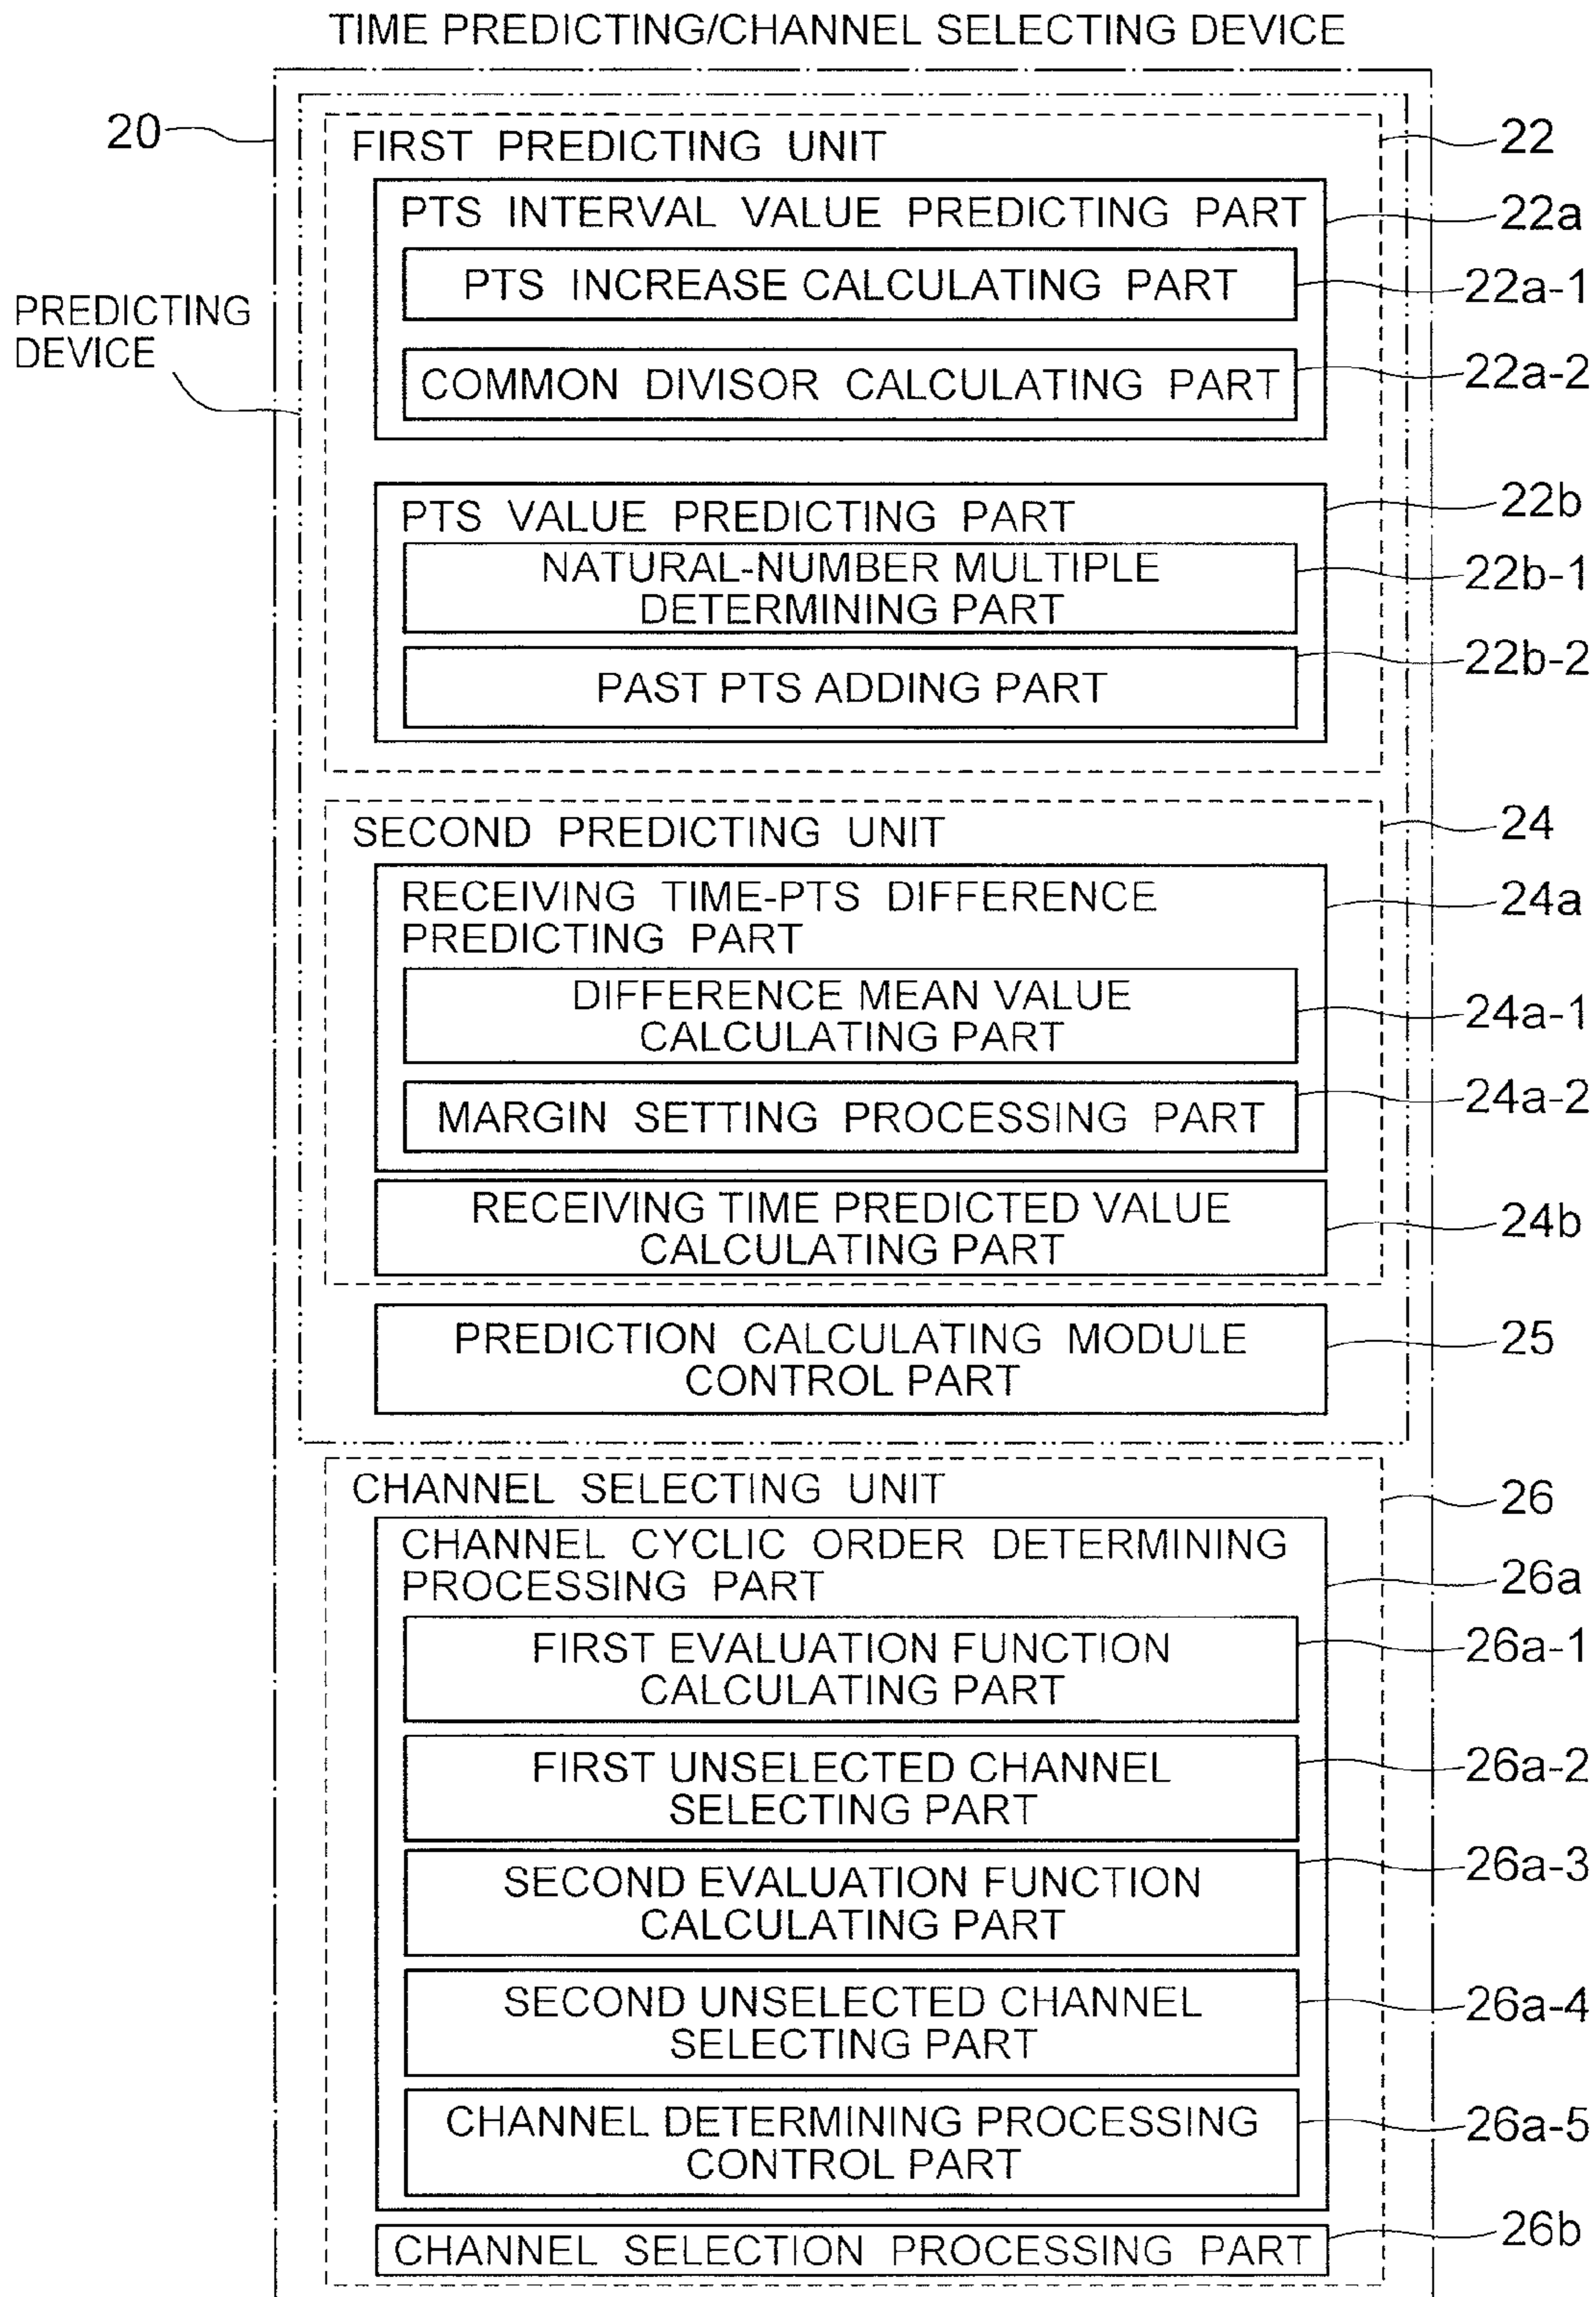 TIME PREDICTING/CHANNEL SELECTING DEVICE
20
FIRST PREDICTING UNIT
22
PTS INTERVAL VALUE PREDICTING PART
22a
PTS INCREASE CALCULATING PART
22a-1
PREDICTING
DEVICE
COMMON DIVISOR CALCULATING PART
22a-2
PTS VALUE PREDICTING PART
22b
NATURAL-NUMBER MULTIPLE
DETERMINING PART
22b-1
PAST PTS ADDING PART
22b-2
SECOND PREDICTING UNIT
24
RECEIVING TIME-PTS DIFFERENCE
PREDICTING PART
24a
DIFFERENCE MEAN VALUE
CALCULATING PART
24a-1
MARGIN SETTING PROCESSING PART
24a-2
RECEIVING TIME PREDICTED VALUE
CALCULATING PART
24b
PREDICTION CALCULATING MODULE
CONTROL PART
25
CHANNEL SELECTING UNIT
26
CHANNEL CYCLIC ORDER DETERMINING
PROCESSING PART
26a
FIRST EVALUATION FUNCTION
CALCULATING PART
26a-1
FIRST UNSELECTED CHANNEL
SELECTING PART
26a-2
SECOND EVALUATION FUNCTION
CALCULATING PART
26a-3
SECOND UNSELECTED CHANNEL
SELECTING PART
26a-4
CHANNEL DETERMINING PROCESSING
CONTROL PART
26a-5
CHANNEL SELECTION PROCESSING PART
26b